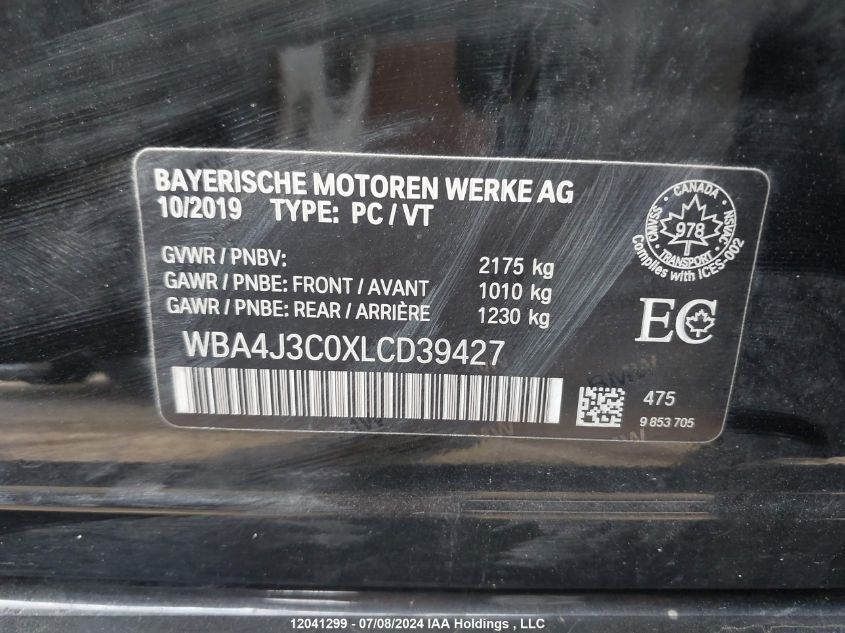 BAYERISCHE MOTOREN WERKE AG
10/2019 TYPE: PC / VT
GVWR / PNBV: 2175 kg
GAWR / PNBE: FRONT / AVANT 1010 kg
GAWR / PNBE: REAR / ARRIÈRE 1230 kg
WBA4J3C0XLCD39427
CANADA
CMVSS
978
NSVAC
TRANSPORT
Complies with ICES-002
EC
475
9 853 705
12041299 - 07/08/2024 IAA Holdings , LLC